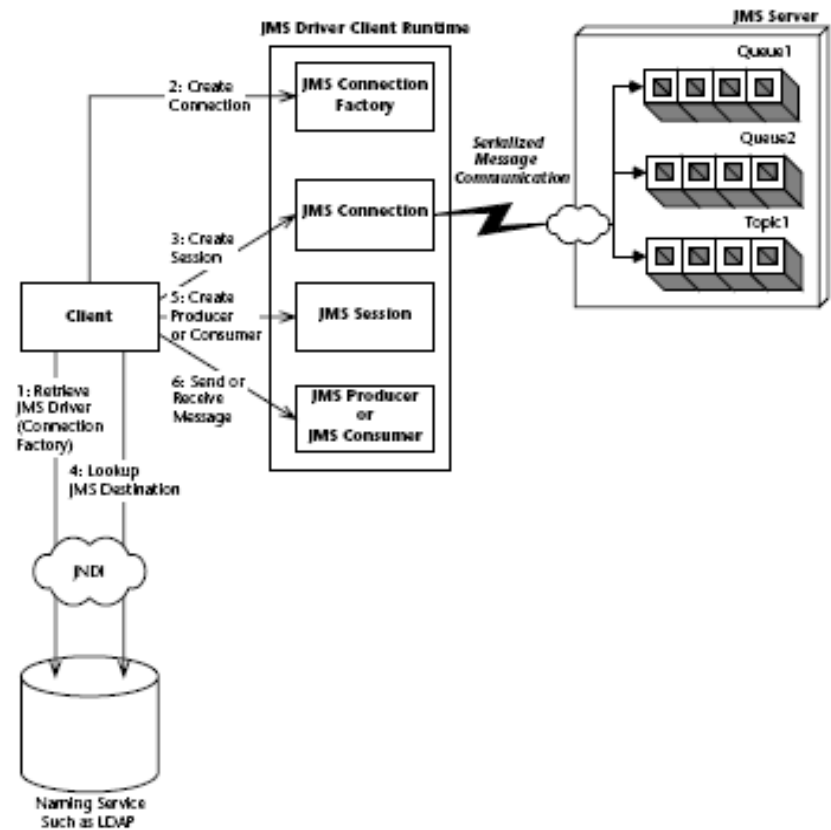 JMS Server
JMS Driver Client Runtime
Queue1
2: Create
Connection
JMS Connection
Factory
Serialized
Message
Communication
Queue2
JMS Connection
Topic1
3: Create
Session
Client
5: Create
Producer
or Consumer
JMS Session
6: Send or
Receive
Message
JMS Producer
or
JMS Consumer
1: Retrieve
JMS Driver
(Connection
Factory)
4: Lookup
JMS Destination
JNDI
Naming Service
Such as LDAP